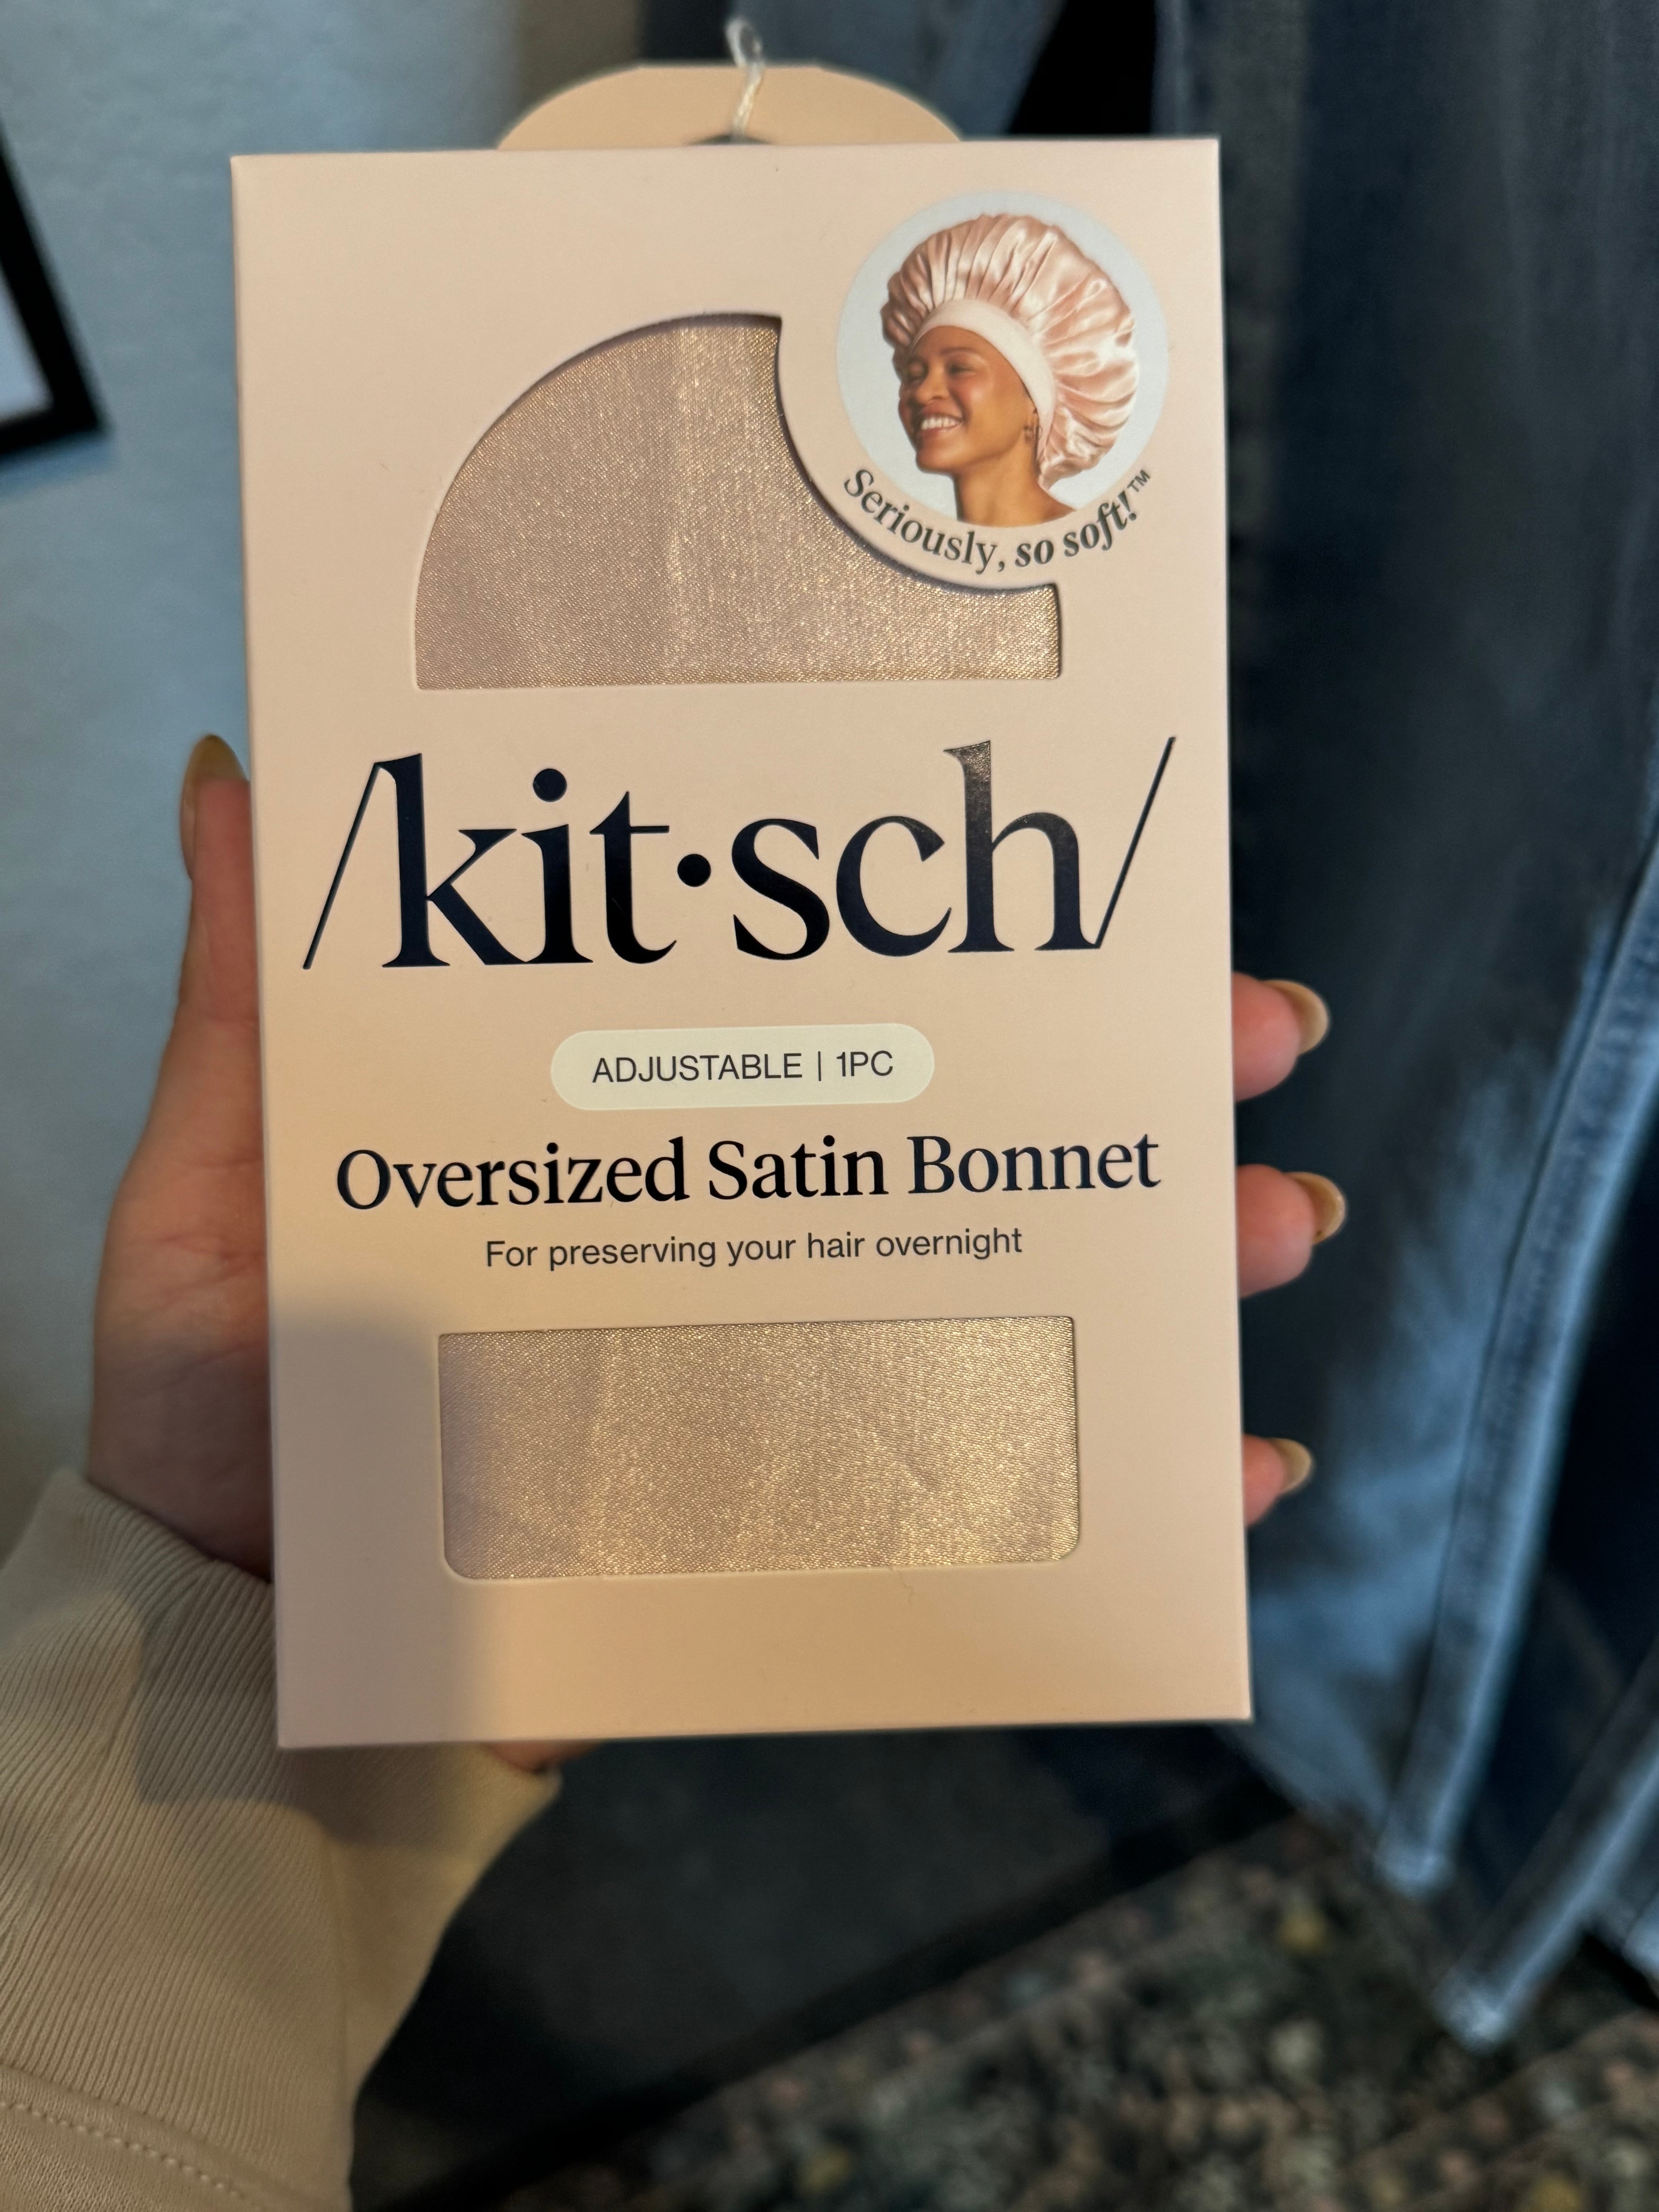 Seriously, so soft!™
/kit·sch/
ADJUSTABLE | 1PC
Oversized Satin Bonnet
For preserving your hair overnight